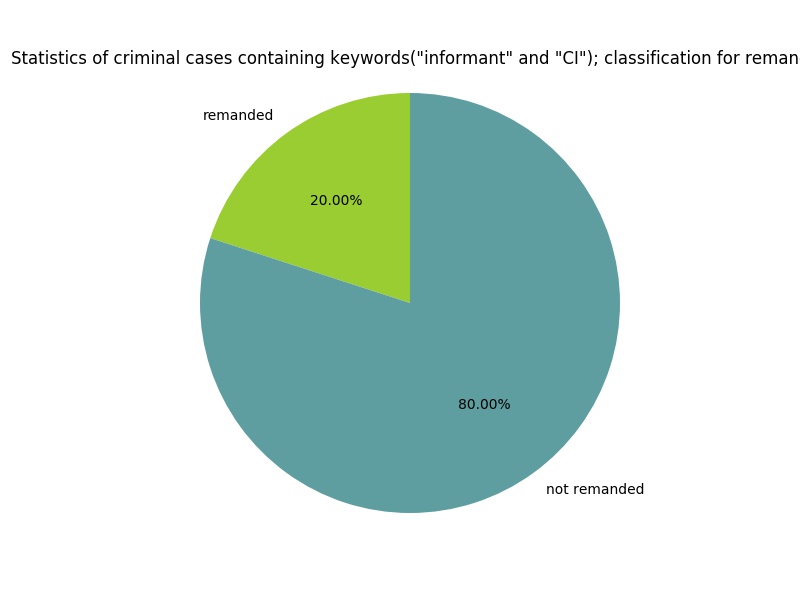 Statistics of criminal cases containing keywords("informant" and "CI"); classification for reman
remanded
20.00%
80.00%
not remanded